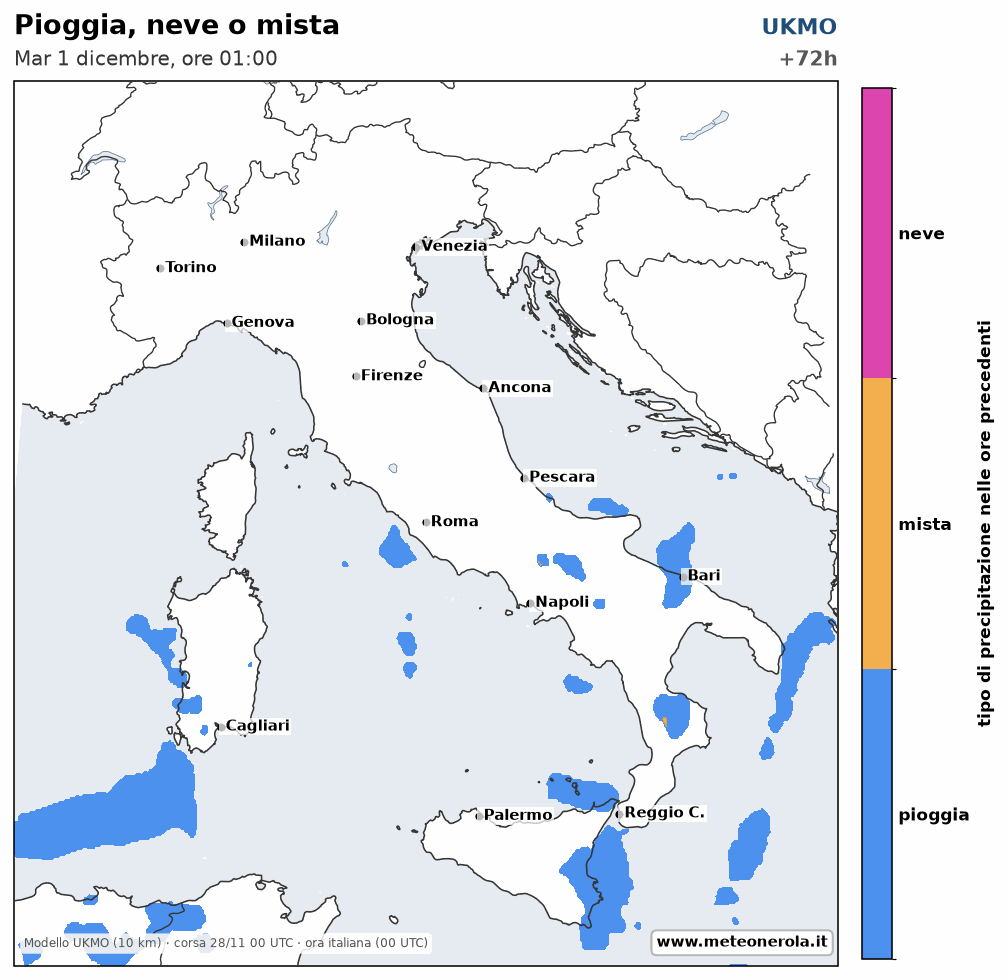 Pioggia, neve o mista
UKMO
Mar 1 dicembre, ore 01:00
+72h
neve
Milano
Venezia
Torino
Bologna
Genova
Firenze
Ancona
Pescara
Roma
mista
Bari
Napoli
Cagliari
Palermo
Reggio C.
pioggia
tipo di precipitazione nelle ore precedenti
Modello UKMO (10 km) · corsa 28/11 00 UTC · ora italiana (00 UTC)
www.meteonerola.it